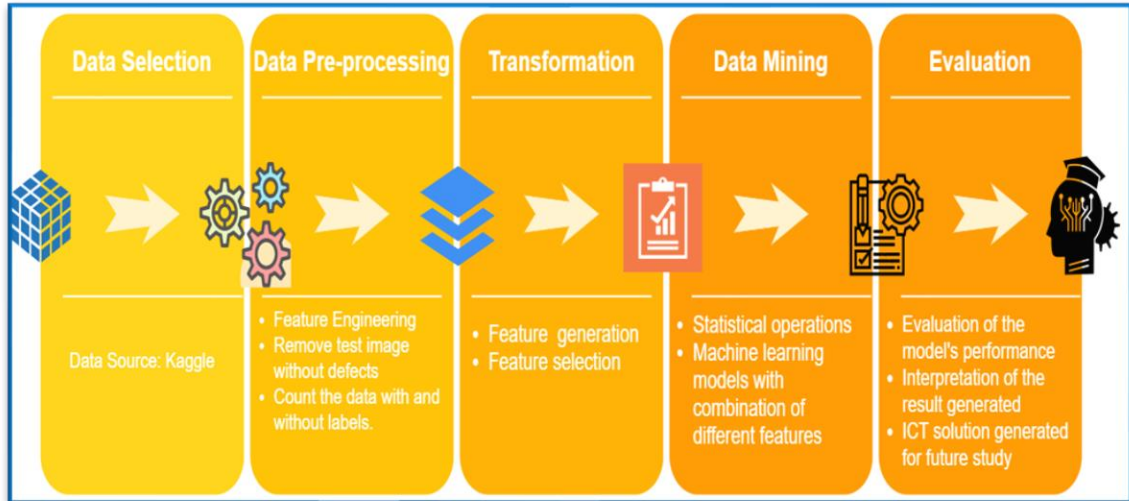 Data Selection
Data Pre-processing
Transformation
Data Mining
Evaluation
Data Source: Kaggle
• Feature Engineering
• Remove test image
without defects
• Count the data with and
without labels.
• Feature generation
• Feature selection
• Statistical operations
• Machine learning
models with
combination of
different features
• Evaluation of the
model's performance
• Interpretation of the
result generated
• ICT solution generated
for future study